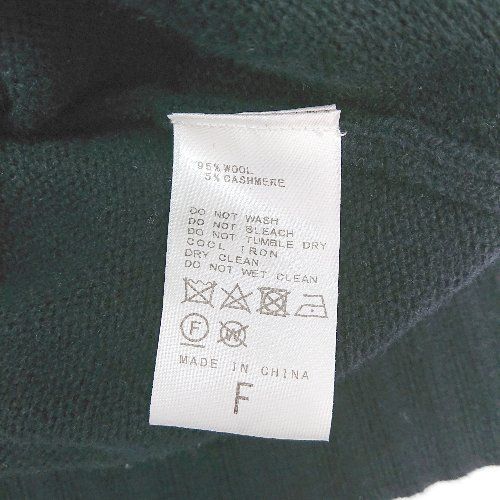 95% WOOL
5% CASHMERE
DO NOT WASH
DO NOT BLEACH
DO NOT TUMBLE DRY
COOL IRON
DRY CLEAN
DO NOT WET CLEAN
F W
MADE IN CHINA
F